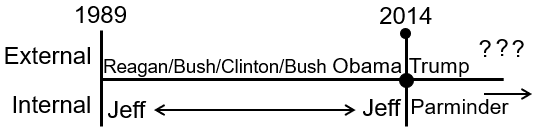 1989 2014
External Reagan/Bush/Clinton/Bush Obama Trump ???
Internal Jeff Jeff Parminder